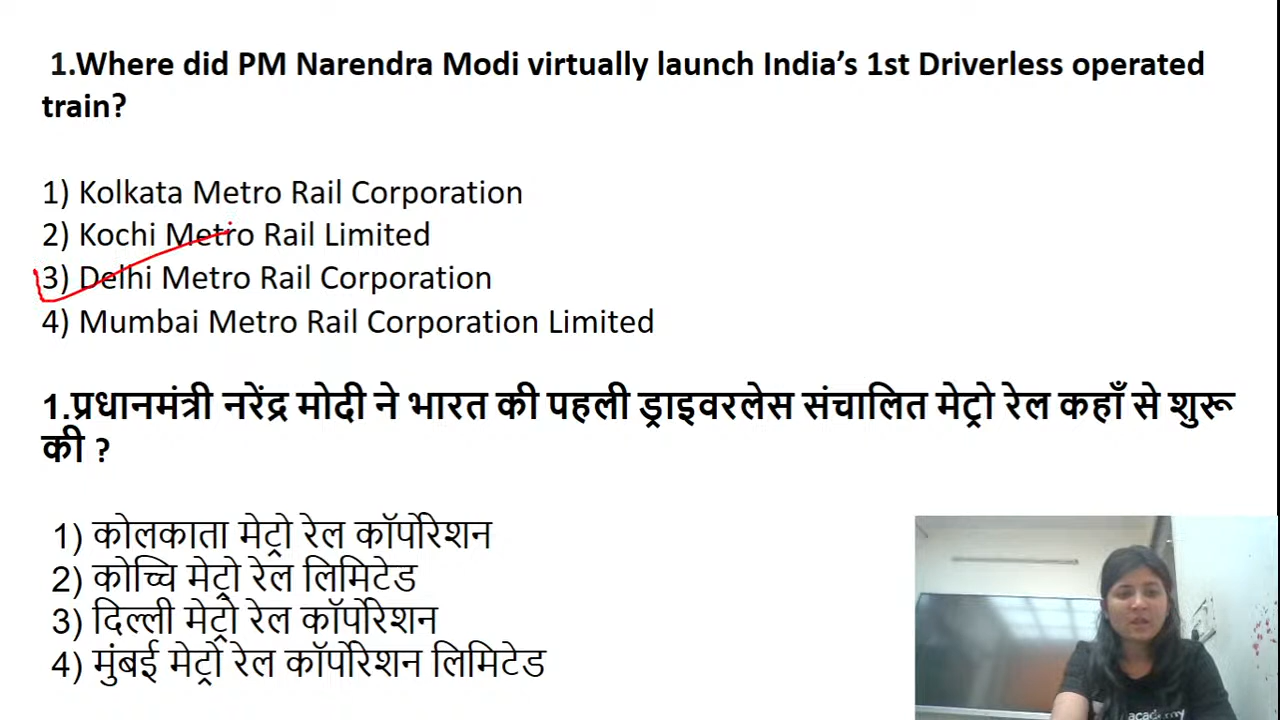 1.Where did PM Narendra Modi virtually launch India’s 1st Driverless operated
train?
1) Kolkata Metro Rail Corporation
2) Kochi Metro Rail Limited
3) Delhi Metro Rail Corporation
4) Mumbai Metro Rail Corporation Limited
1.प्रधानमंत्री नरेंद्र मोदी ने भारत की पहली ड्राइवरलेस संचालित मेट्रो रेल कहाँ से शुरू
की ?
1) कोलकाता मेट्रो रेल कॉर्पोरेशन
2) कोच्चि मेट्रो रेल लिमिटेड
3) दिल्ली मेट्रो रेल कॉर्पोरेशन
4) मुंबई मेट्रो रेल कॉर्पोरेशन लिमिटेड